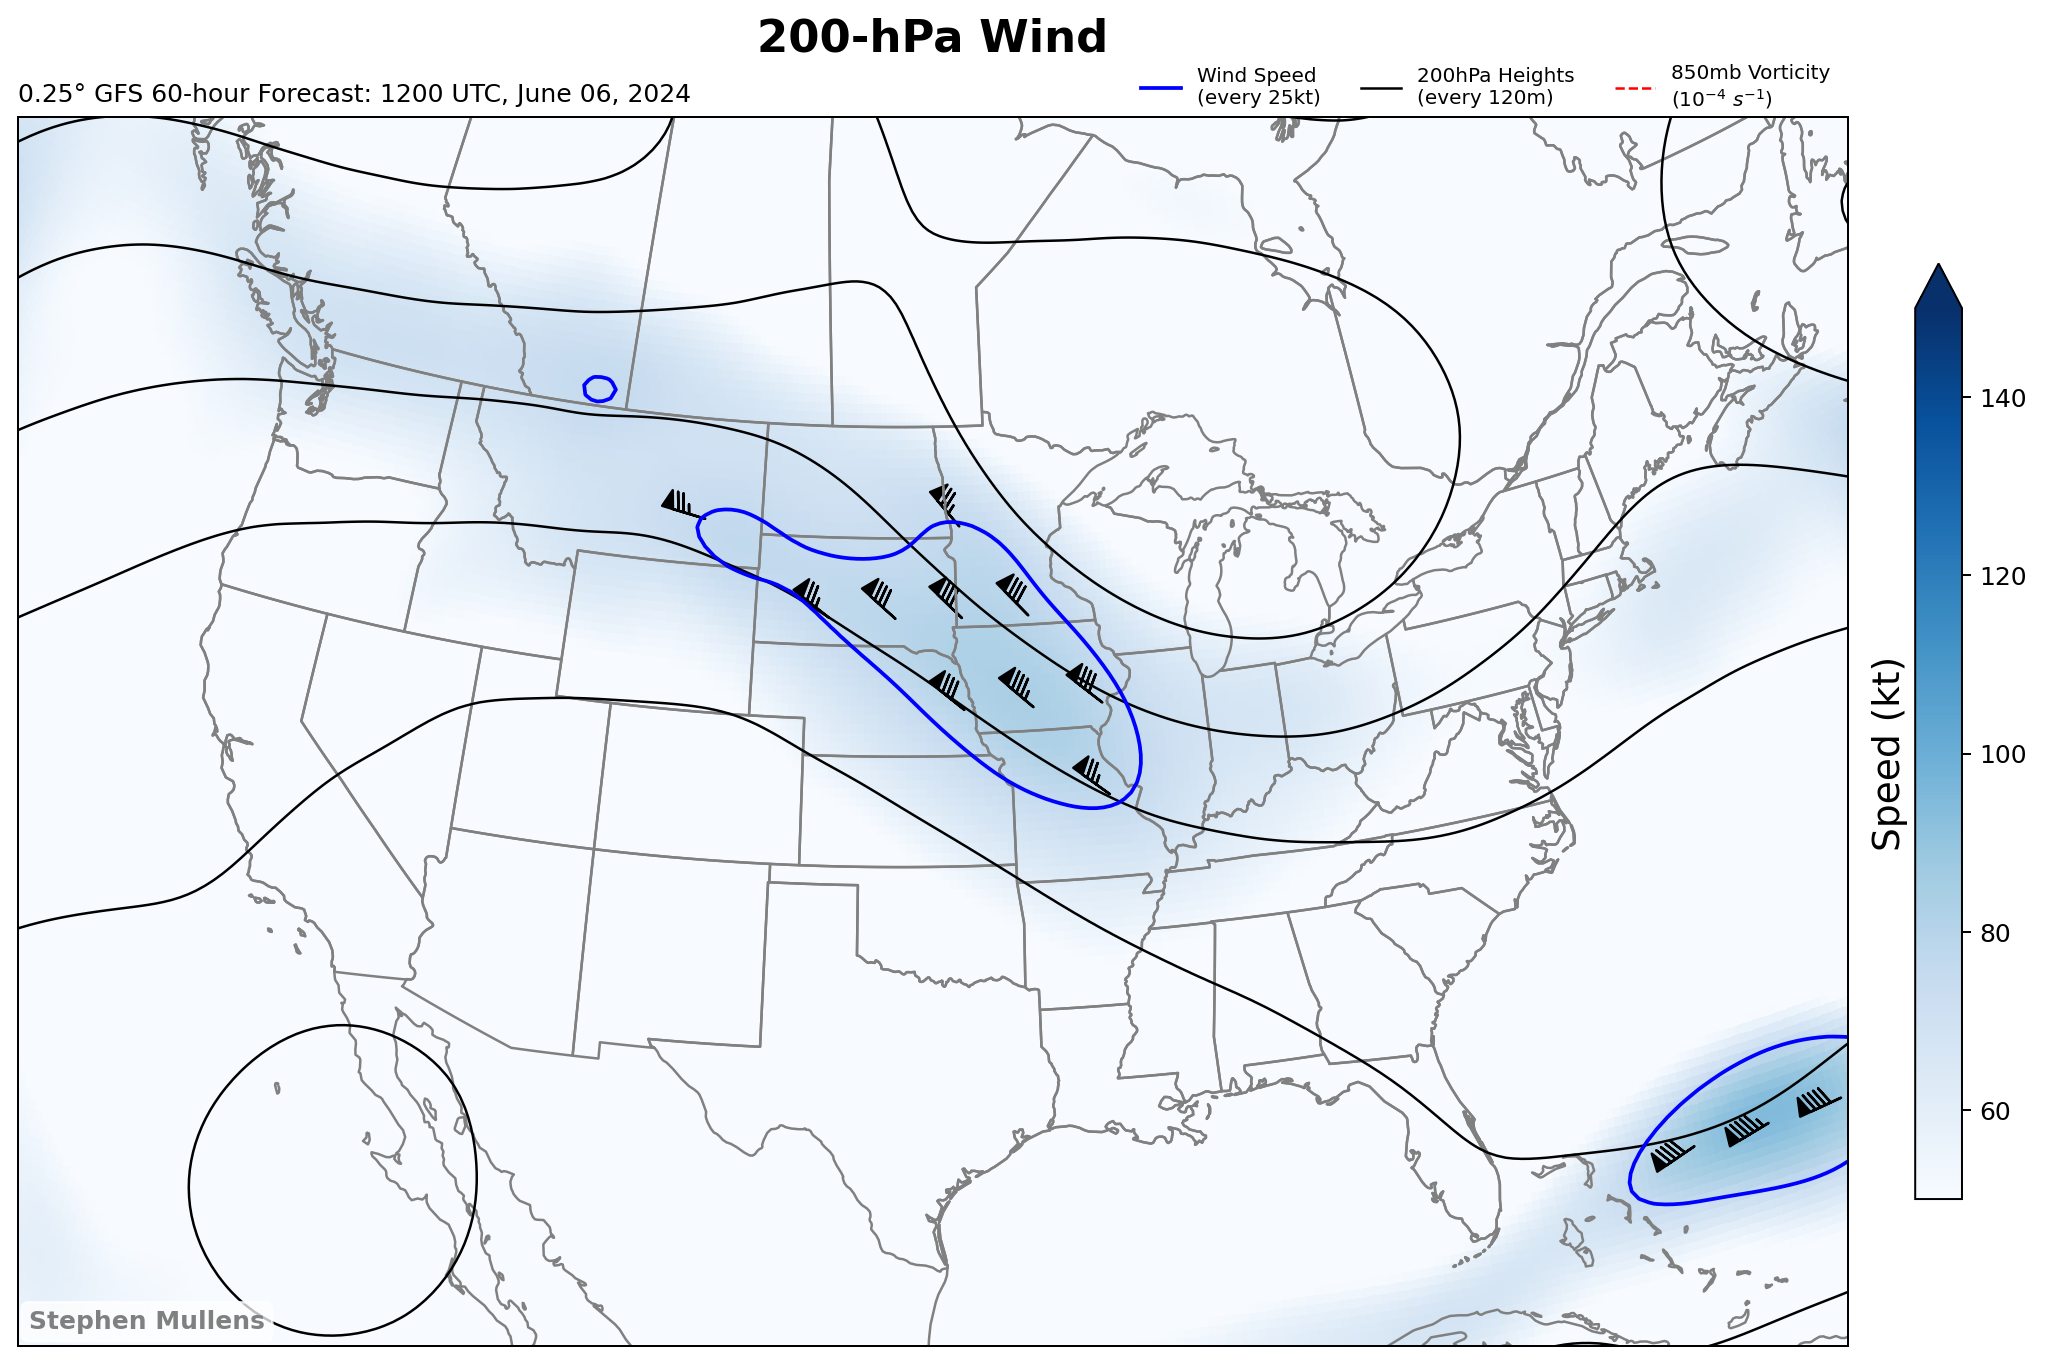 200-hPa Wind
0.25° GFS 60-hour Forecast: 1200 UTC, June 06, 2024
Wind Speed
(every 25kt)
200hPa Heights
(every 120m)
850mb Vorticity
(10⁻⁴ s⁻¹)
140
120
100
80
60
Speed (kt)
Stephen Mullens